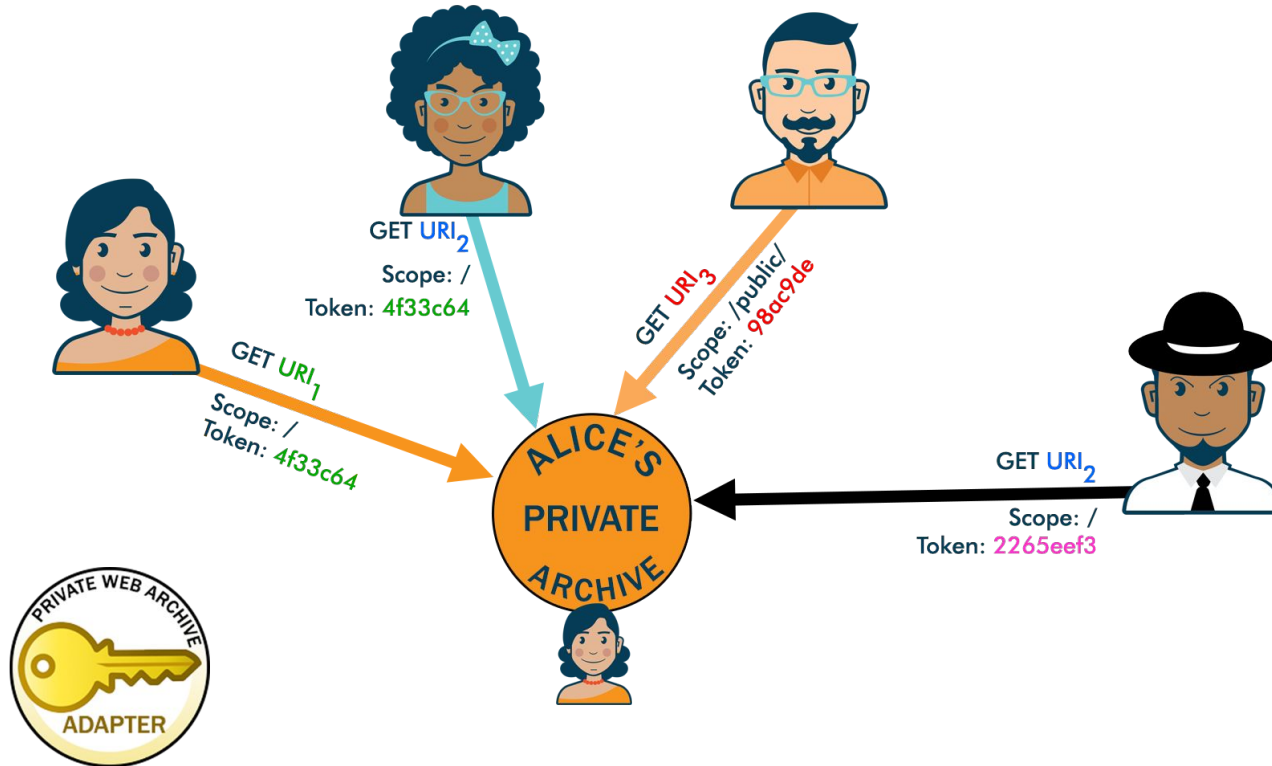 GET URI2
Scope: /
Token: 4f33c64
GET URI3
Scope: /public/
Token: 98ac9de
GET URI1
Scope: /
Token: 4f33c64
ALICE'S
PRIVATE
ARCHIVE
GET URI2
Scope: /
Token: 2265eef3
PRIVATE WEB ARCHIVE
ADAPTER